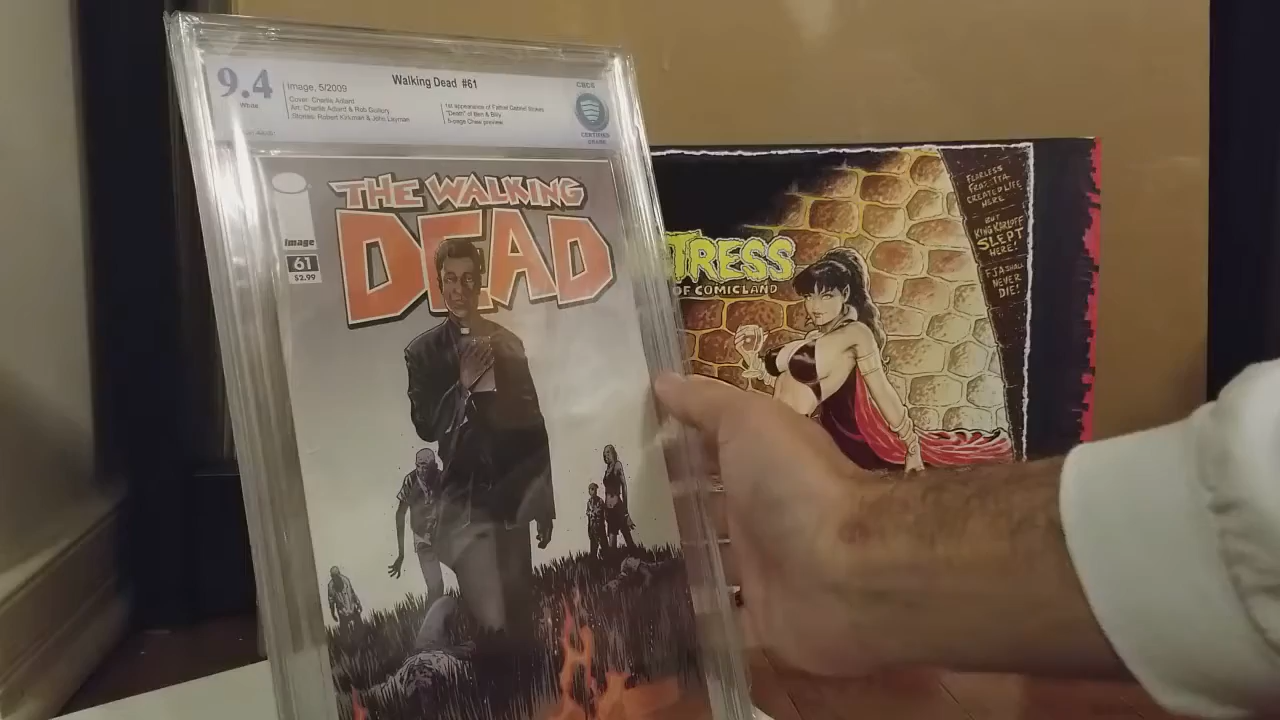 9.4
White
Image, 5/2009
Cover: Charlie Adlard
Art: Charlie Adlard & Rob Guillory
Stories: Robert Kirkman & John Layman
Walking Dead #61
1st appearance of Father Gabriel Stokes
"Death" of Ben & Billy
5-page Chew preview
CBCS
CERTIFIED
GRADE
THE WALKING
DEAD
image
61
$2.99
TRESS
OF COMICLAND
FEARLESS
FRAZETTA
CREATED LIFE
HERE
BUT
KING KARLOFF
SLEPT
HERE!
FJA SHALL
NEVER
DIE!